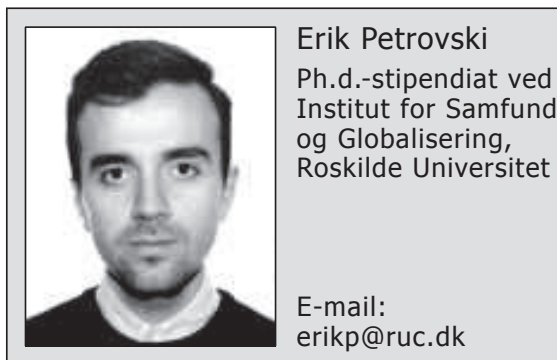 Erik Petrovski
Ph.d.-stipendiat ved
Institut for Samfund
og Globalisering,
Roskilde Universitet
E-mail:
erikp@ruc.dk